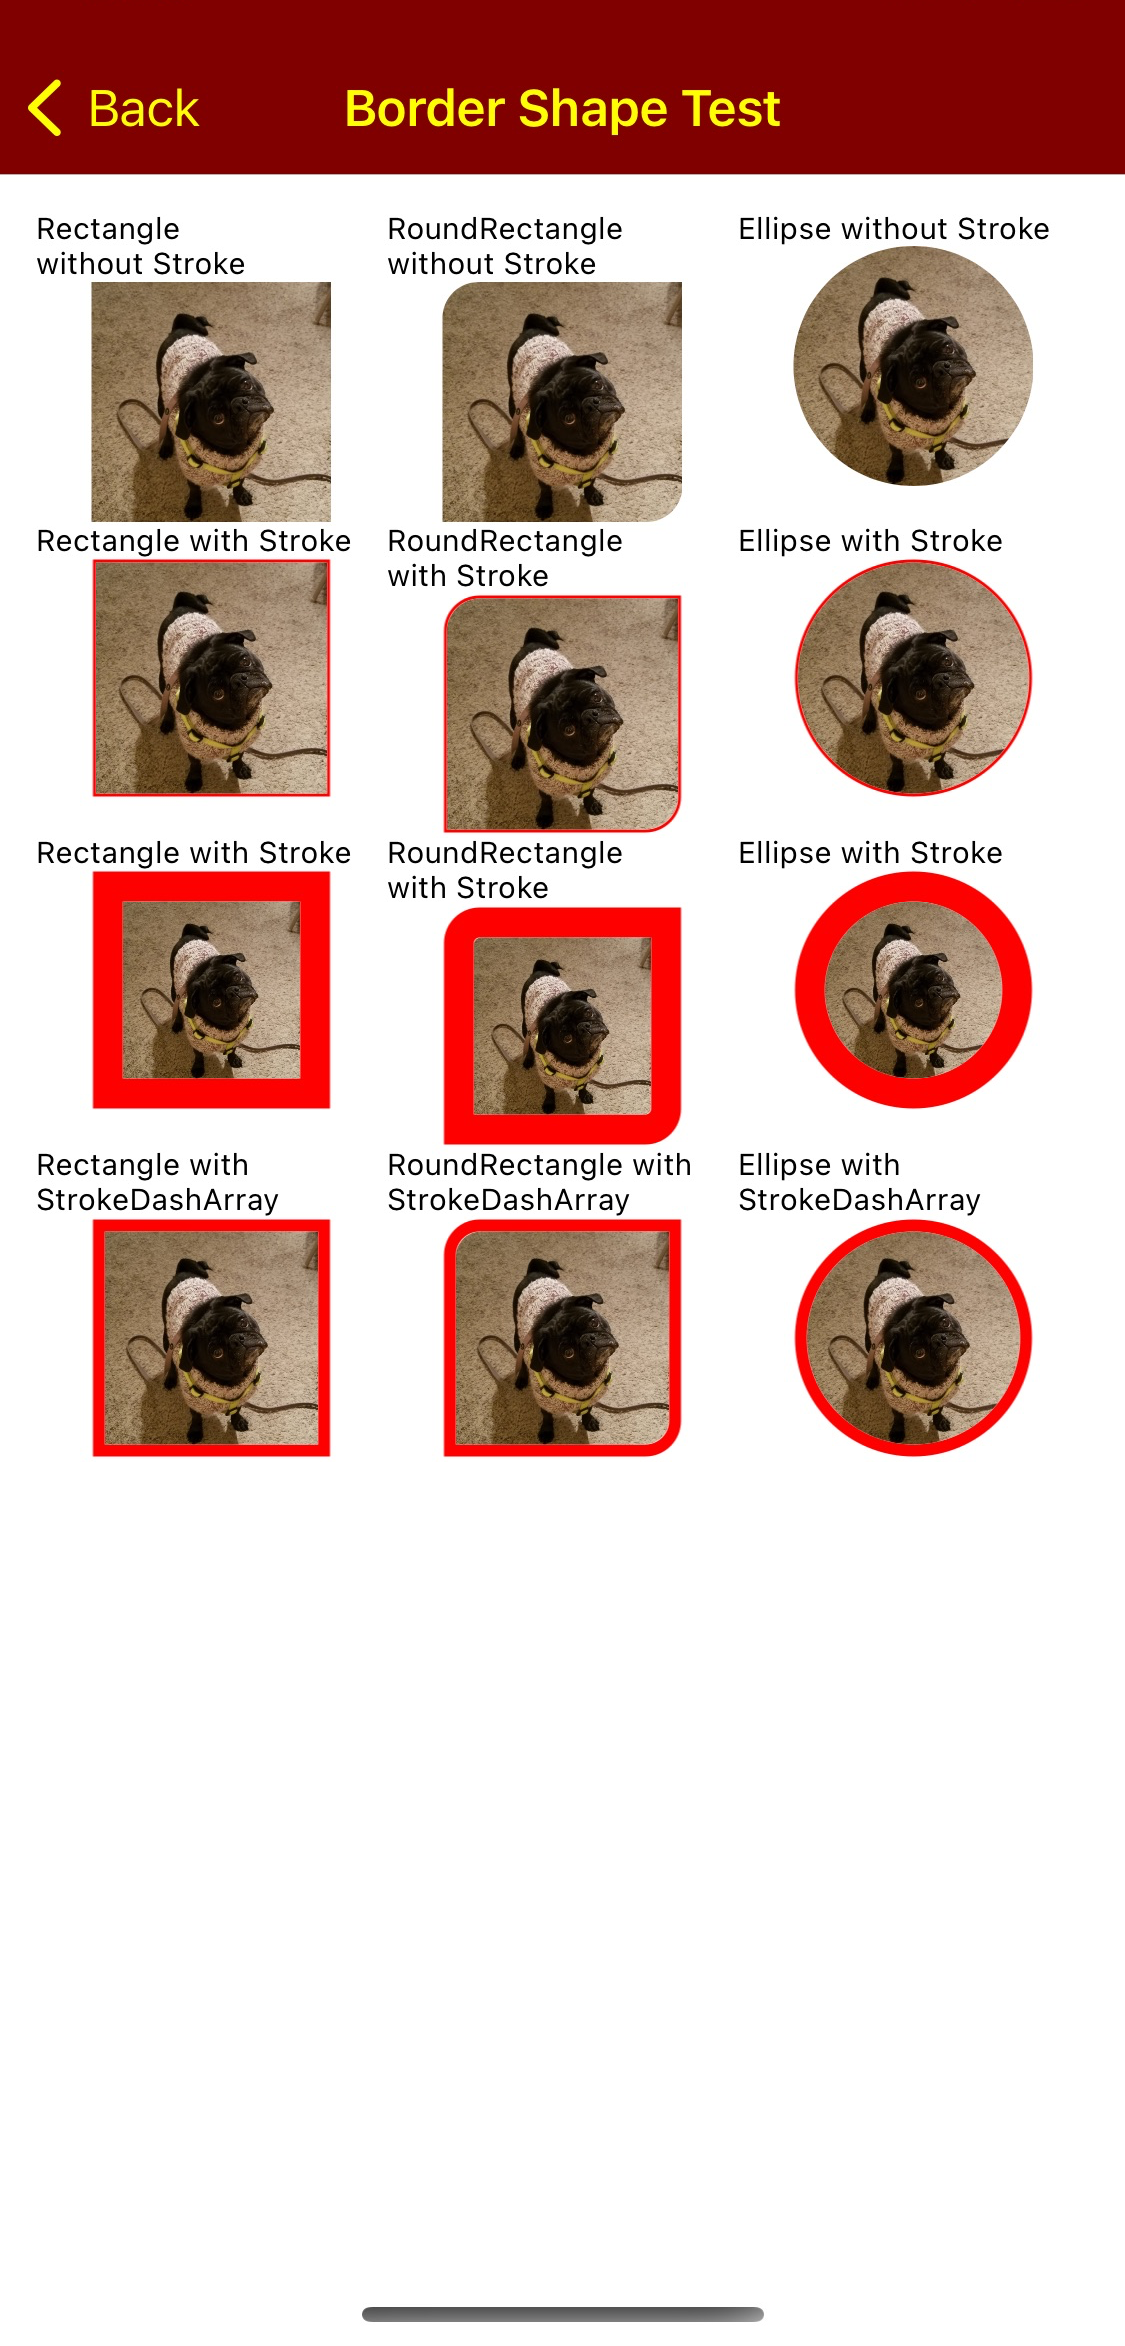 Back
Border Shape Test
Rectangle
without Stroke
RoundRectangle
without Stroke
Ellipse without Stroke
Rectangle with Stroke
RoundRectangle
with Stroke
Ellipse with Stroke
Rectangle with Stroke
RoundRectangle
with Stroke
Ellipse with Stroke
Rectangle with
StrokeDashArray
RoundRectangle with
StrokeDashArray
Ellipse with
StrokeDashArray